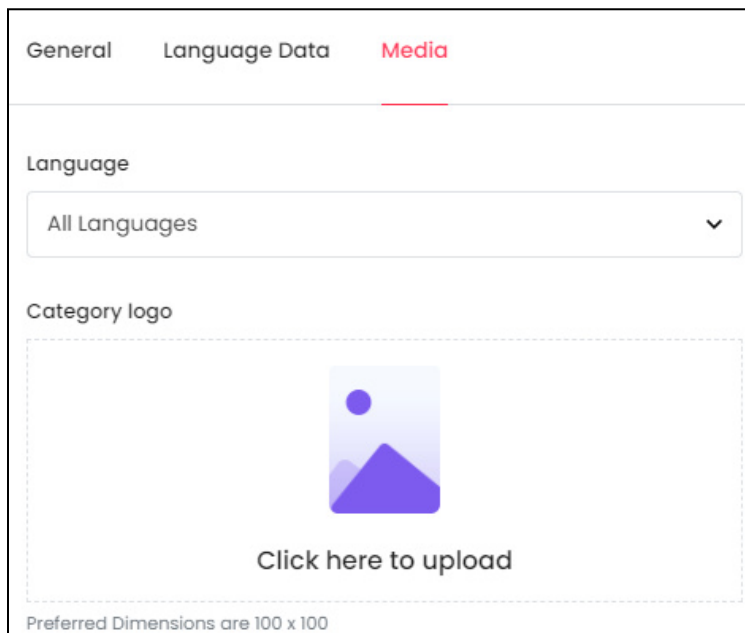 General Language Data Media
Language
All Languages
Category logo
Click here to upload
Preferred Dimensions are 100 x 100